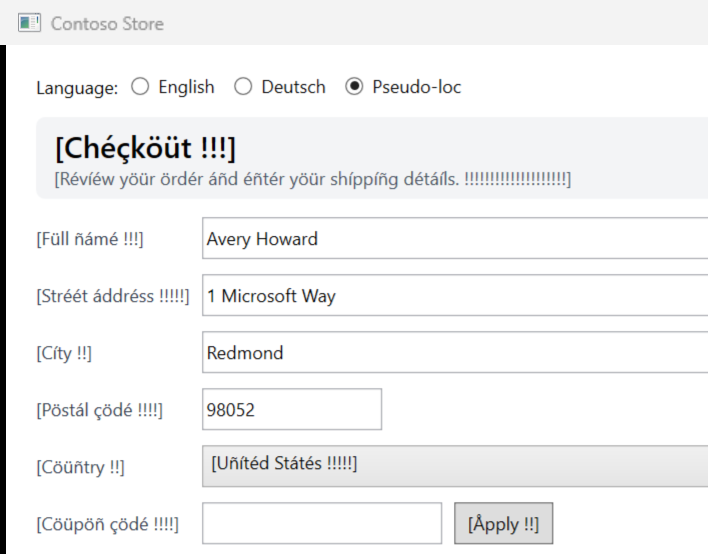 Contoso Store
Language: English Deutsch Pseudo-loc
[Çhéçköüt !!!]
[Révíéw yöür ördér áñd éñtér yöür shíppíñg détáíls. !!!!!!!!!!!!!!!!!!!!]
[Füll ñámé !!!] Avery Howard
[Stréét áddréss !!!!!] 1 Microsoft Way
[Cíty !!] Redmond
[Pöstál çödé !!!!] 98052
[Cöüñtry !!] [Uñítéd Státés !!!!!]
[Cöüpöñ çödé !!!!] [Åpply !!]